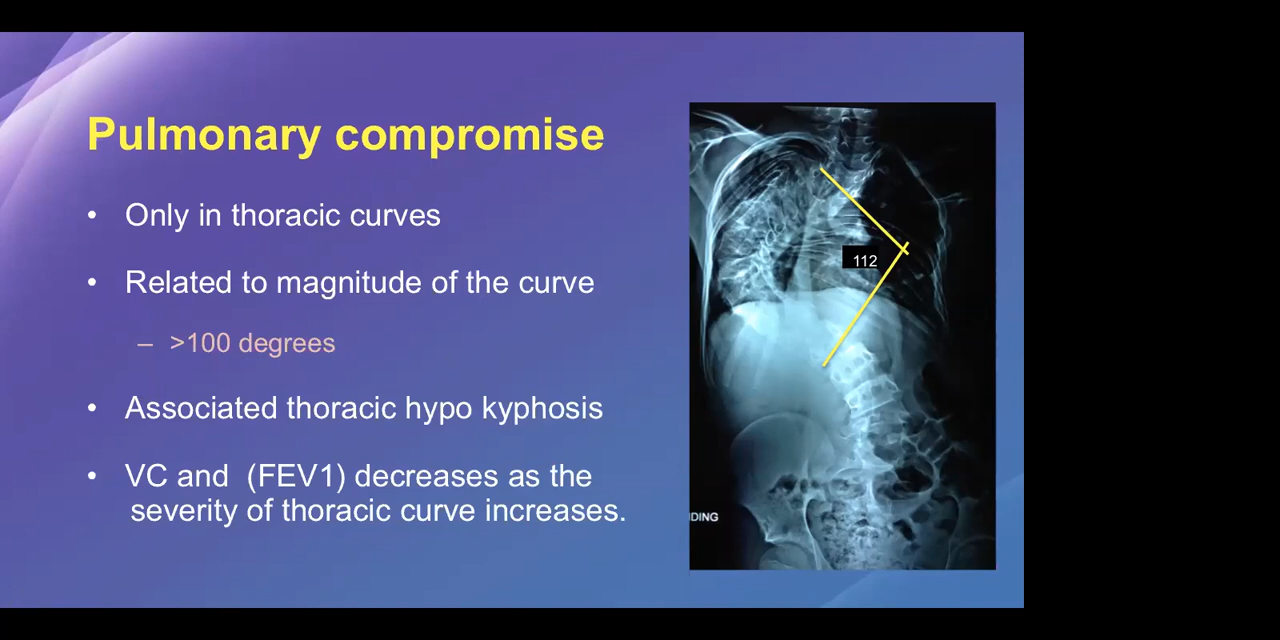 Pulmonary compromise
• Only in thoracic curves
• Related to magnitude of the curve
– >100 degrees
• Associated thoracic hypo kyphosis
• VC and (FEV1) decreases as the
severity of thoracic curve increases.
112
DING